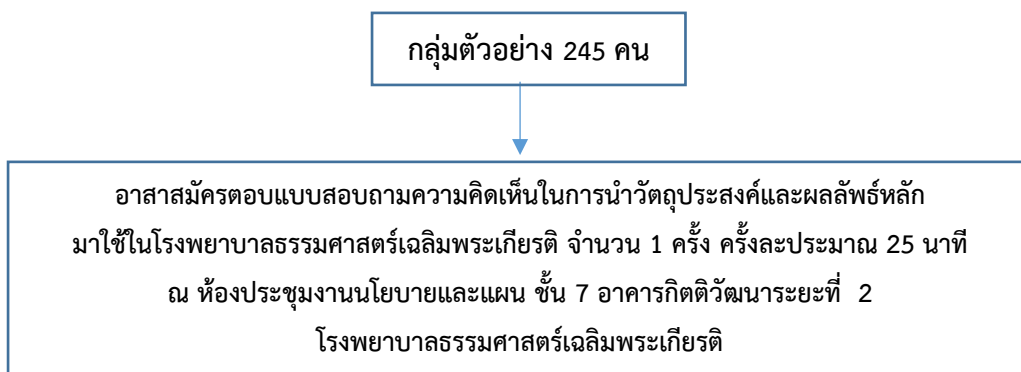 กลุ่มตัวอย่าง 245 คน
อาสาสมัครตอบแบบสอบถามความคิดเห็นในการนำวัตถุประสงค์และผลลัพธ์หลัก
มาใช้ในโรงพยาบาลธรรมศาสตร์เฉลิมพระเกียรติ จำนวน 1 ครั้ง ครั้งละประมาณ 25 นาที
ณ ห้องประชุมงานนโยบายและแผน ชั้น 7 อาคารกิตติวัฒนาระยะที่ 2
โรงพยาบาลธรรมศาสตร์เฉลิมพระเกียรติ